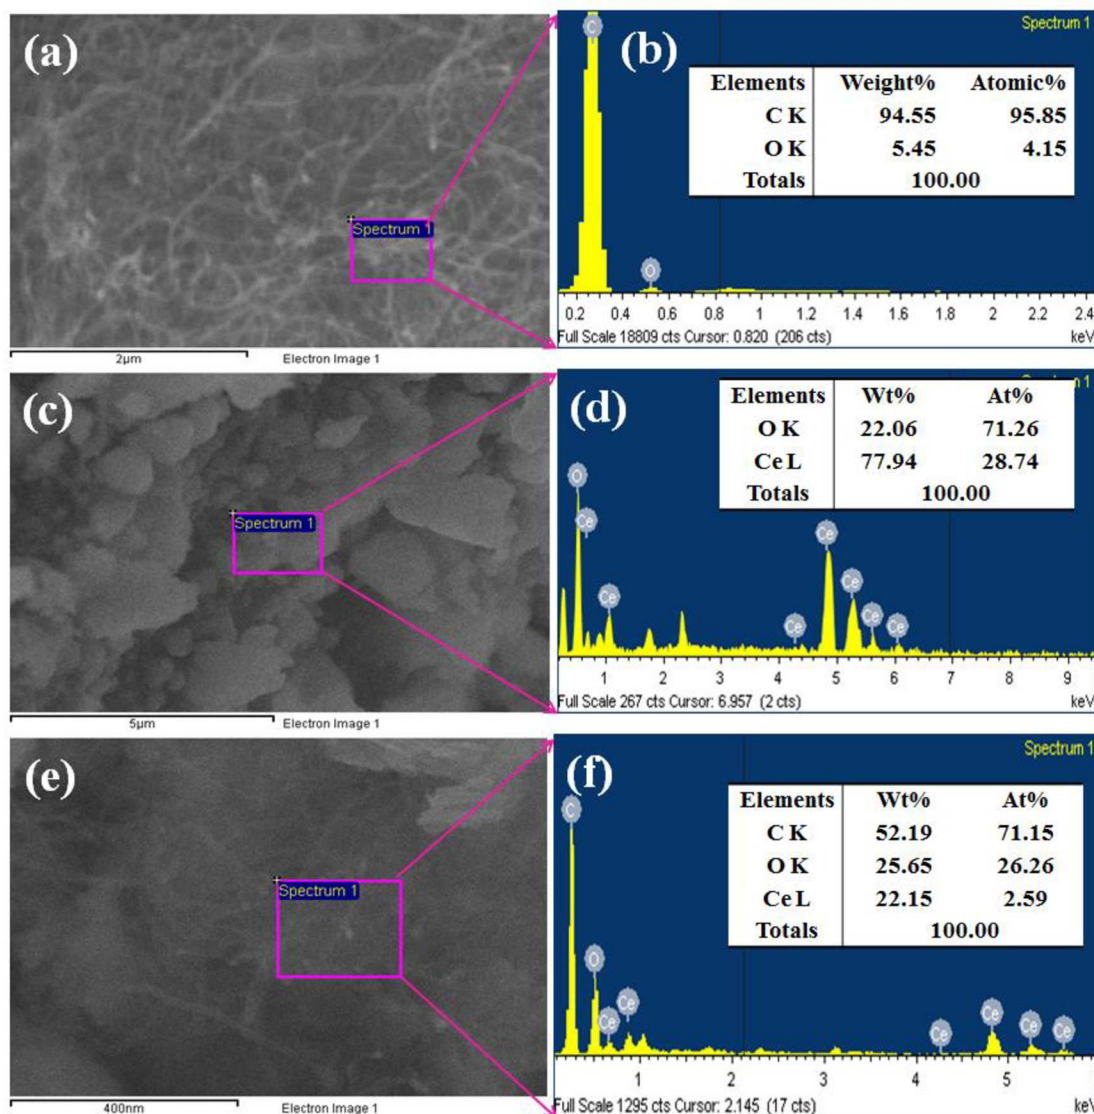 (a)
Spectrum 1
2µm
Electron Image 1
Spectrum 1
(b)
C
O
Elements Weight% Atomic%
C K 94.55 95.85
O K 5.45 4.15
Totals 100.00
0.2 0.4 0.6 0.8 1 1.2 1.4 1.6 1.8 2 2.2 2.4
Full Scale 18809 cts Cursor: 0.820 (206 cts) keV
(c)
Spectrum 1
5µm
Electron Image 1
(d)
Elements Wt% At%
O K 22.06 71.26
Ce L 77.94 28.74
Totals 100.00
O
Ce
Ce
Ce
Ce
Ce
Ce
Ce
1 2 3 4 5 6 7 8 9
Full Scale 267 cts Cursor: 6.957 (2 cts) keV
(e)
Spectrum 1
400nm
Electron Image 1
Spectrum 1
(f)
Elements Wt% At%
C K 52.19 71.15
O K 25.65 26.26
Ce L 22.15 2.59
Totals 100.00
C
O
Ce
Ce
Ce
Ce
Ce
Ce
1 2 3 4 5
Full Scale 1295 cts Cursor: 2.145 (17 cts) keV